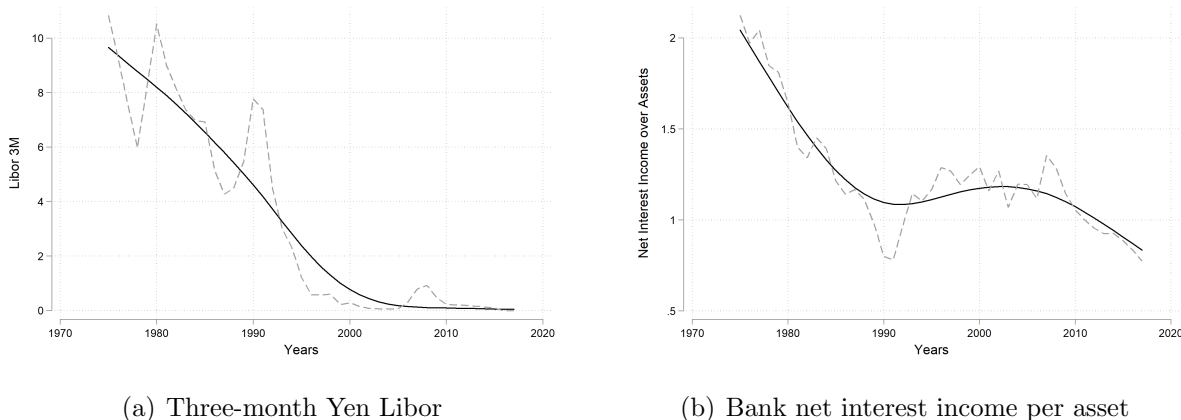 10
8
6
4
2
0
Libor 3M
1970 1980 1990 2000 2010 2020
Years
(a) Three-month Yen Libor
2
1.5
1
.5
Net Interest Income over Assets
1970 1980 1990 2000 2010 2020
Years
(b) Bank net interest income per asset